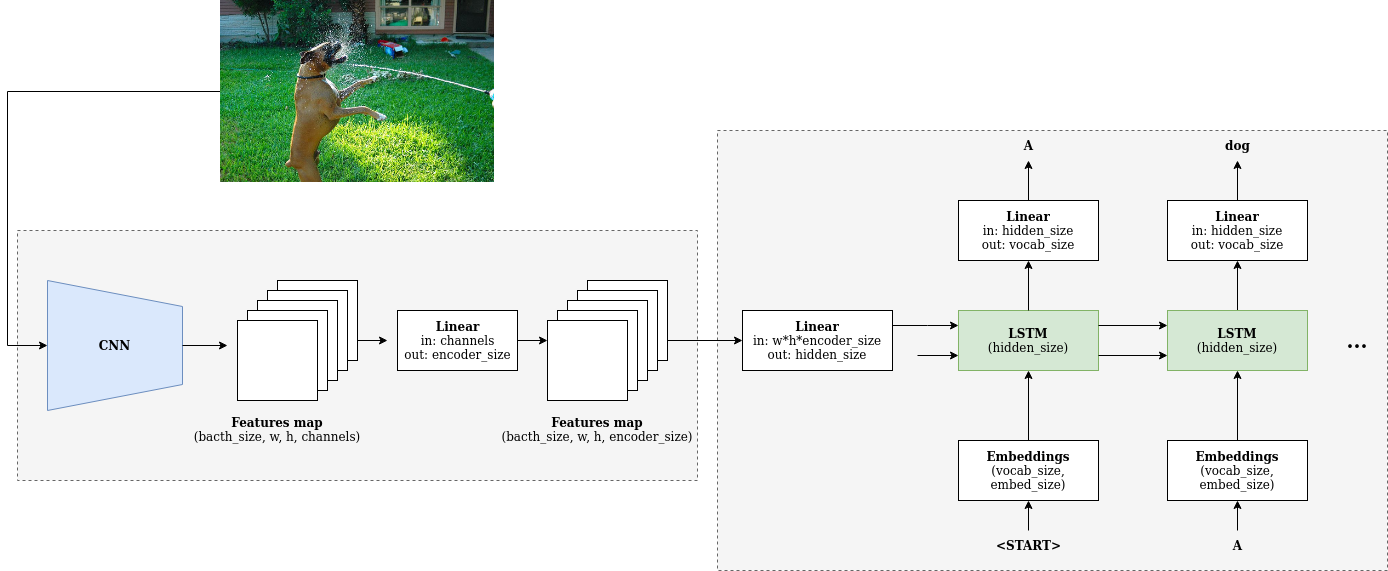 CNN
Features map
(bacth_size, w, h, channels)
Linear
in: channels
out: encoder_size
Features map
(bacth_size, w, h, encoder_size)
Linear
in: w*h*encoder_size
out: hidden_size
A
Linear
in: hidden_size
out: vocab_size
LSTM
(hidden_size)
Embeddings
(vocab_size,
embed_size)
<START>
dog
Linear
in: hidden_size
out: vocab_size
LSTM
(hidden_size)
Embeddings
(vocab_size,
embed_size)
A
...